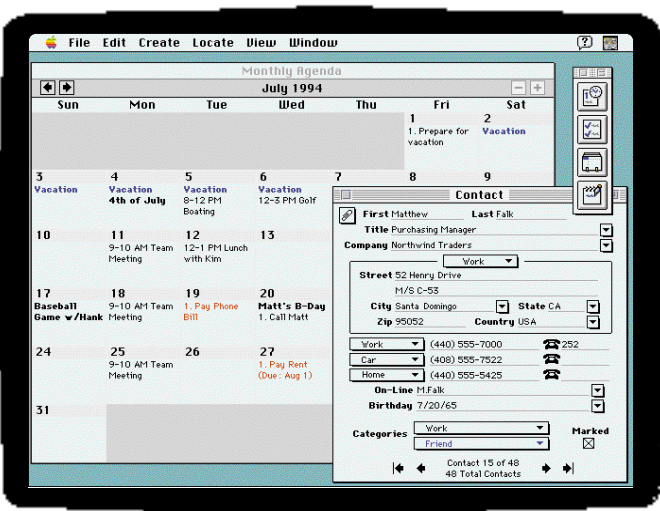 File Edit Create Locate View Window
Monthly Agenda
July 1994
Sun Mon Tue Wed Thu Fri Sat
1 2
1. Prepare for vacation Vacation
3 4 5 6 7 8 9
Vacation Vacation Vacation Vacation
4th of July 8-12 PM 12-3 PM Golf
Boating
10 11 12 13
9-10 AM Team 12-1 PM Lunch
Meeting with Kim
17 18 19 20
Baseball 9-10 AM Team 1. Pay Phone Matt's B-Day
Game w/Hank Meeting Bill 1. Call Matt
24 25 26 27
9-10 AM Team 1. Pay Rent
Meeting (Due: Aug 1)
31
Contact
First Matthew Last Falk
Title Purchasing Manager
Company Northwind Traders
Work
Street 52 Henry Drive
M/S C-53
City Santa Domingo State CA
Zip 95052 Country USA
Work (440) 555-7000 252
Car (408) 555-7522
Home (440) 555-5425
On-Line M.Falk
Birthday 7/20/65
Categories Work Marked
Friend
Contact 15 of 48
48 Total Contacts